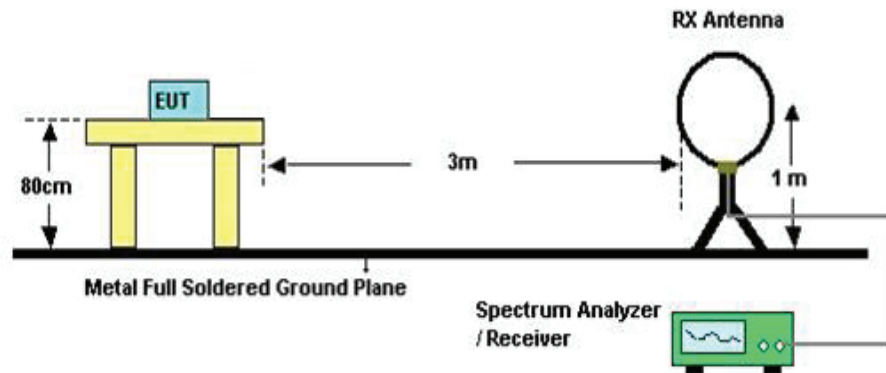 RX Antenna
EUT
80cm
3m
1 m
Metal Full Soldered Ground Plane
Spectrum Analyzer
/ Receiver